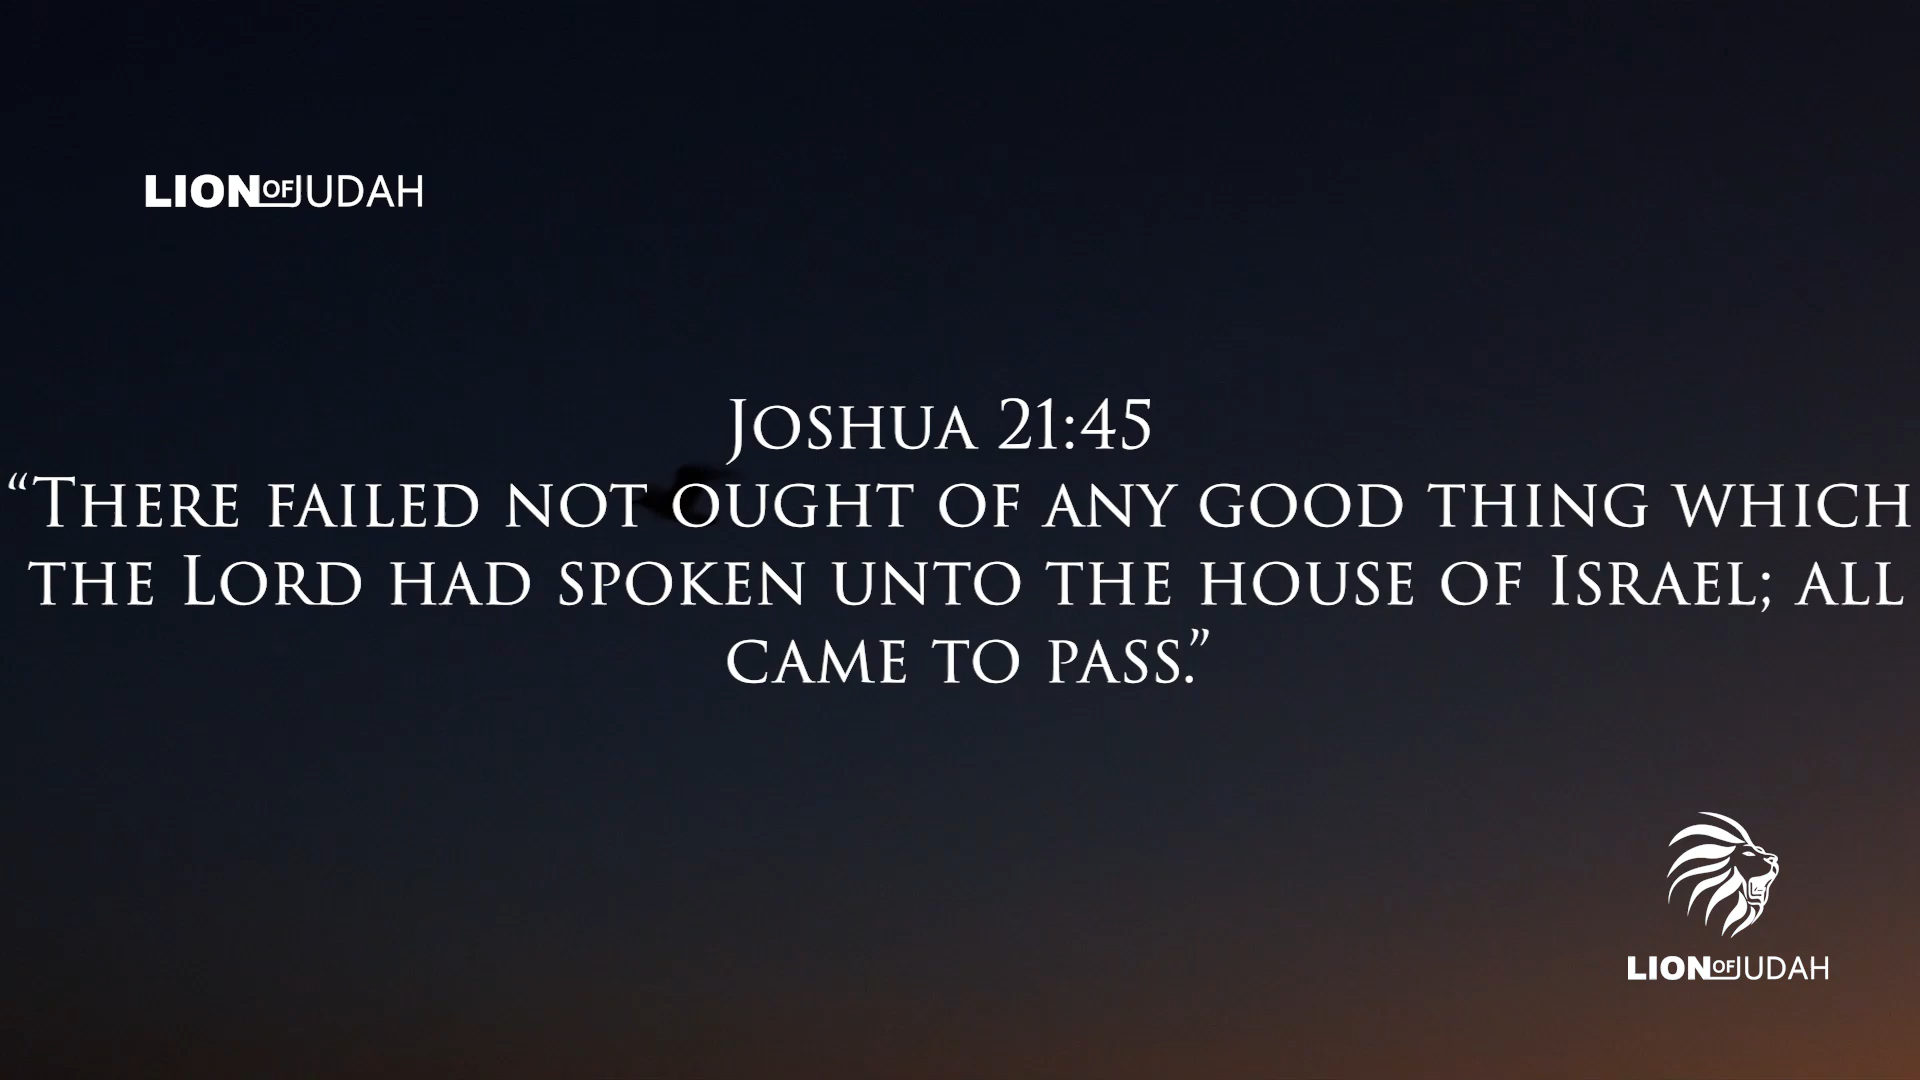 LION OF JUDAH
Joshua 21:45
“There failed not ought of any good thing which
the Lord had spoken unto the house of Israel; all
came to pass.”
LION OF JUDAH